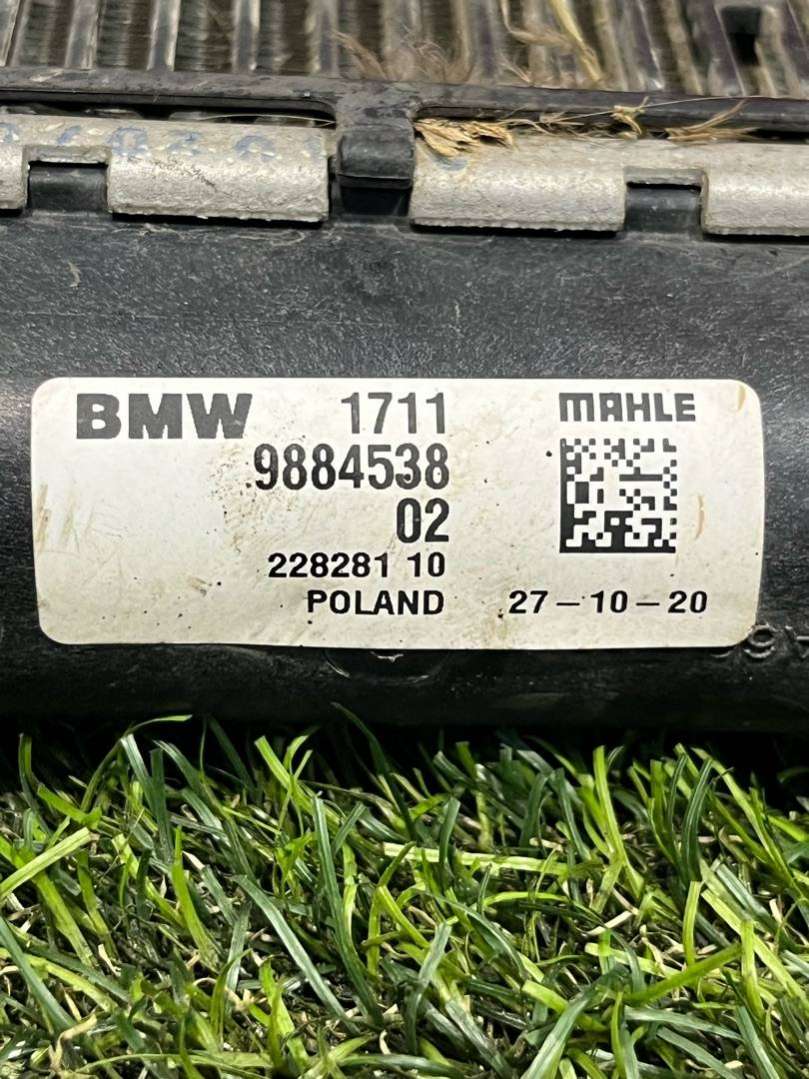 BMW 1711 MAHLE
9884538
02
228281 10
POLAND 27-10-20